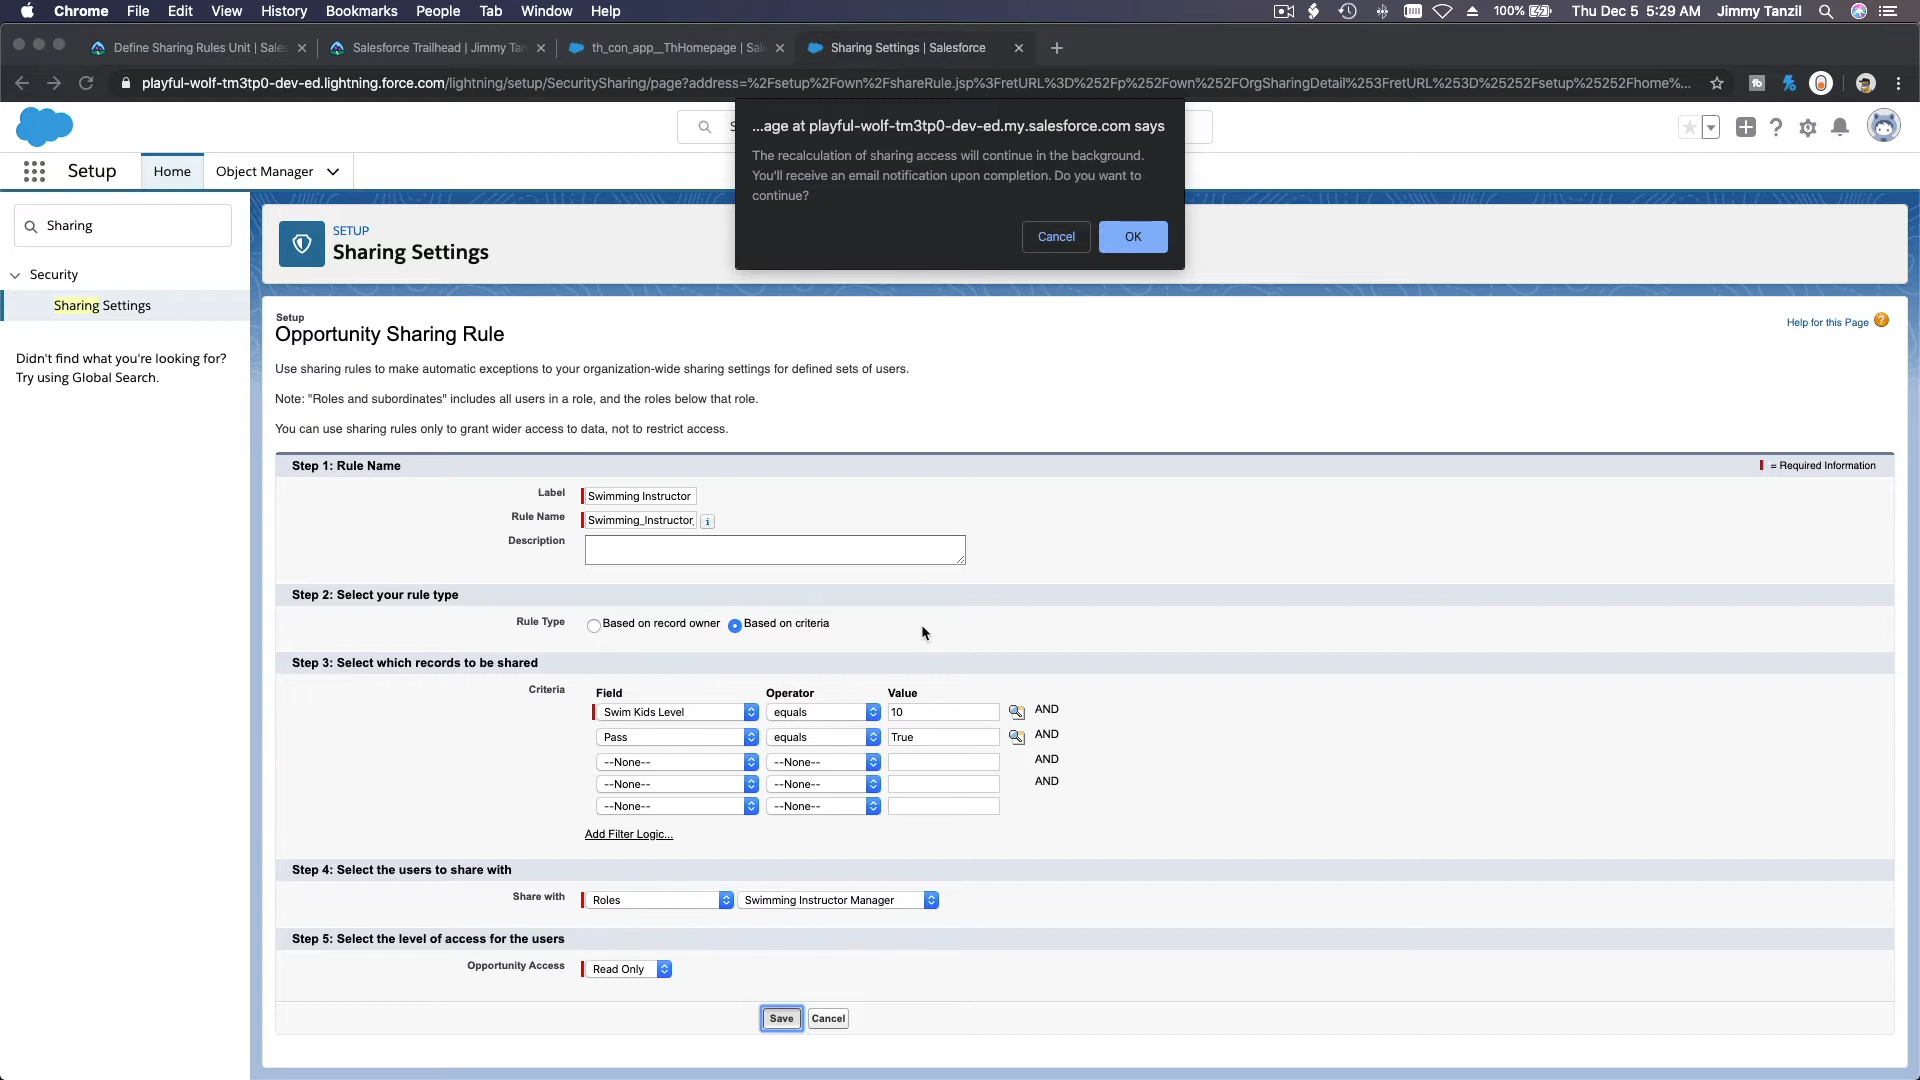 Chrome File Edit View History Bookmarks People Tab Window Help
100% Thu Dec 5 5:29 AM Jimmy Tanzil
Define Sharing Rules Unit | Sales
Salesforce Trailhead | Jimmy Tan
th_con_app__ThHomepage | Sal
Sharing Settings | Salesforce
playful-wolf-tm3tp0-dev-ed.lightning.force.com/lightning/setup/SecuritySharing/page?address=%2Fsetup%2Fown%2FshareRule.jsp%3FretURL%3D%252Fp%252Fown%252FOrgSharingDetail%253FretURL%253D%25252Fsetup%25252Fhome%...
...age at playful-wolf-tm3tp0-dev-ed.my.salesforce.com says
The recalculation of sharing access will continue in the background.
You'll receive an email notification upon completion. Do you want to
continue?
Cancel OK
Setup Home Object Manager
Sharing
Security
Sharing Settings
Didn't find what you're looking for?
Try using Global Search.
SETUP
Sharing Settings
Setup
Opportunity Sharing Rule
Help for this Page ?
Use sharing rules to make automatic exceptions to your organization-wide sharing settings for defined sets of users.
Note: "Roles and subordinates" includes all users in a role, and the roles below that role.
You can use sharing rules only to grant wider access to data, not to restrict access.
Step 1: Rule Name
= Required Information
Label Swimming Instructor
Rule Name Swimming_Instructor_ i
Description
Step 2: Select your rule type
Rule Type Based on record owner Based on criteria
Step 3: Select which records to be shared
Criteria Field Operator Value
Swim Kids Level equals 10 AND
Pass equals True AND
--None-- --None-- AND
--None-- --None-- AND
--None-- --None--
Add Filter Logic...
Step 4: Select the users to share with
Share with Roles Swimming Instructor Manager
Step 5: Select the level of access for the users
Opportunity Access Read Only
Save Cancel